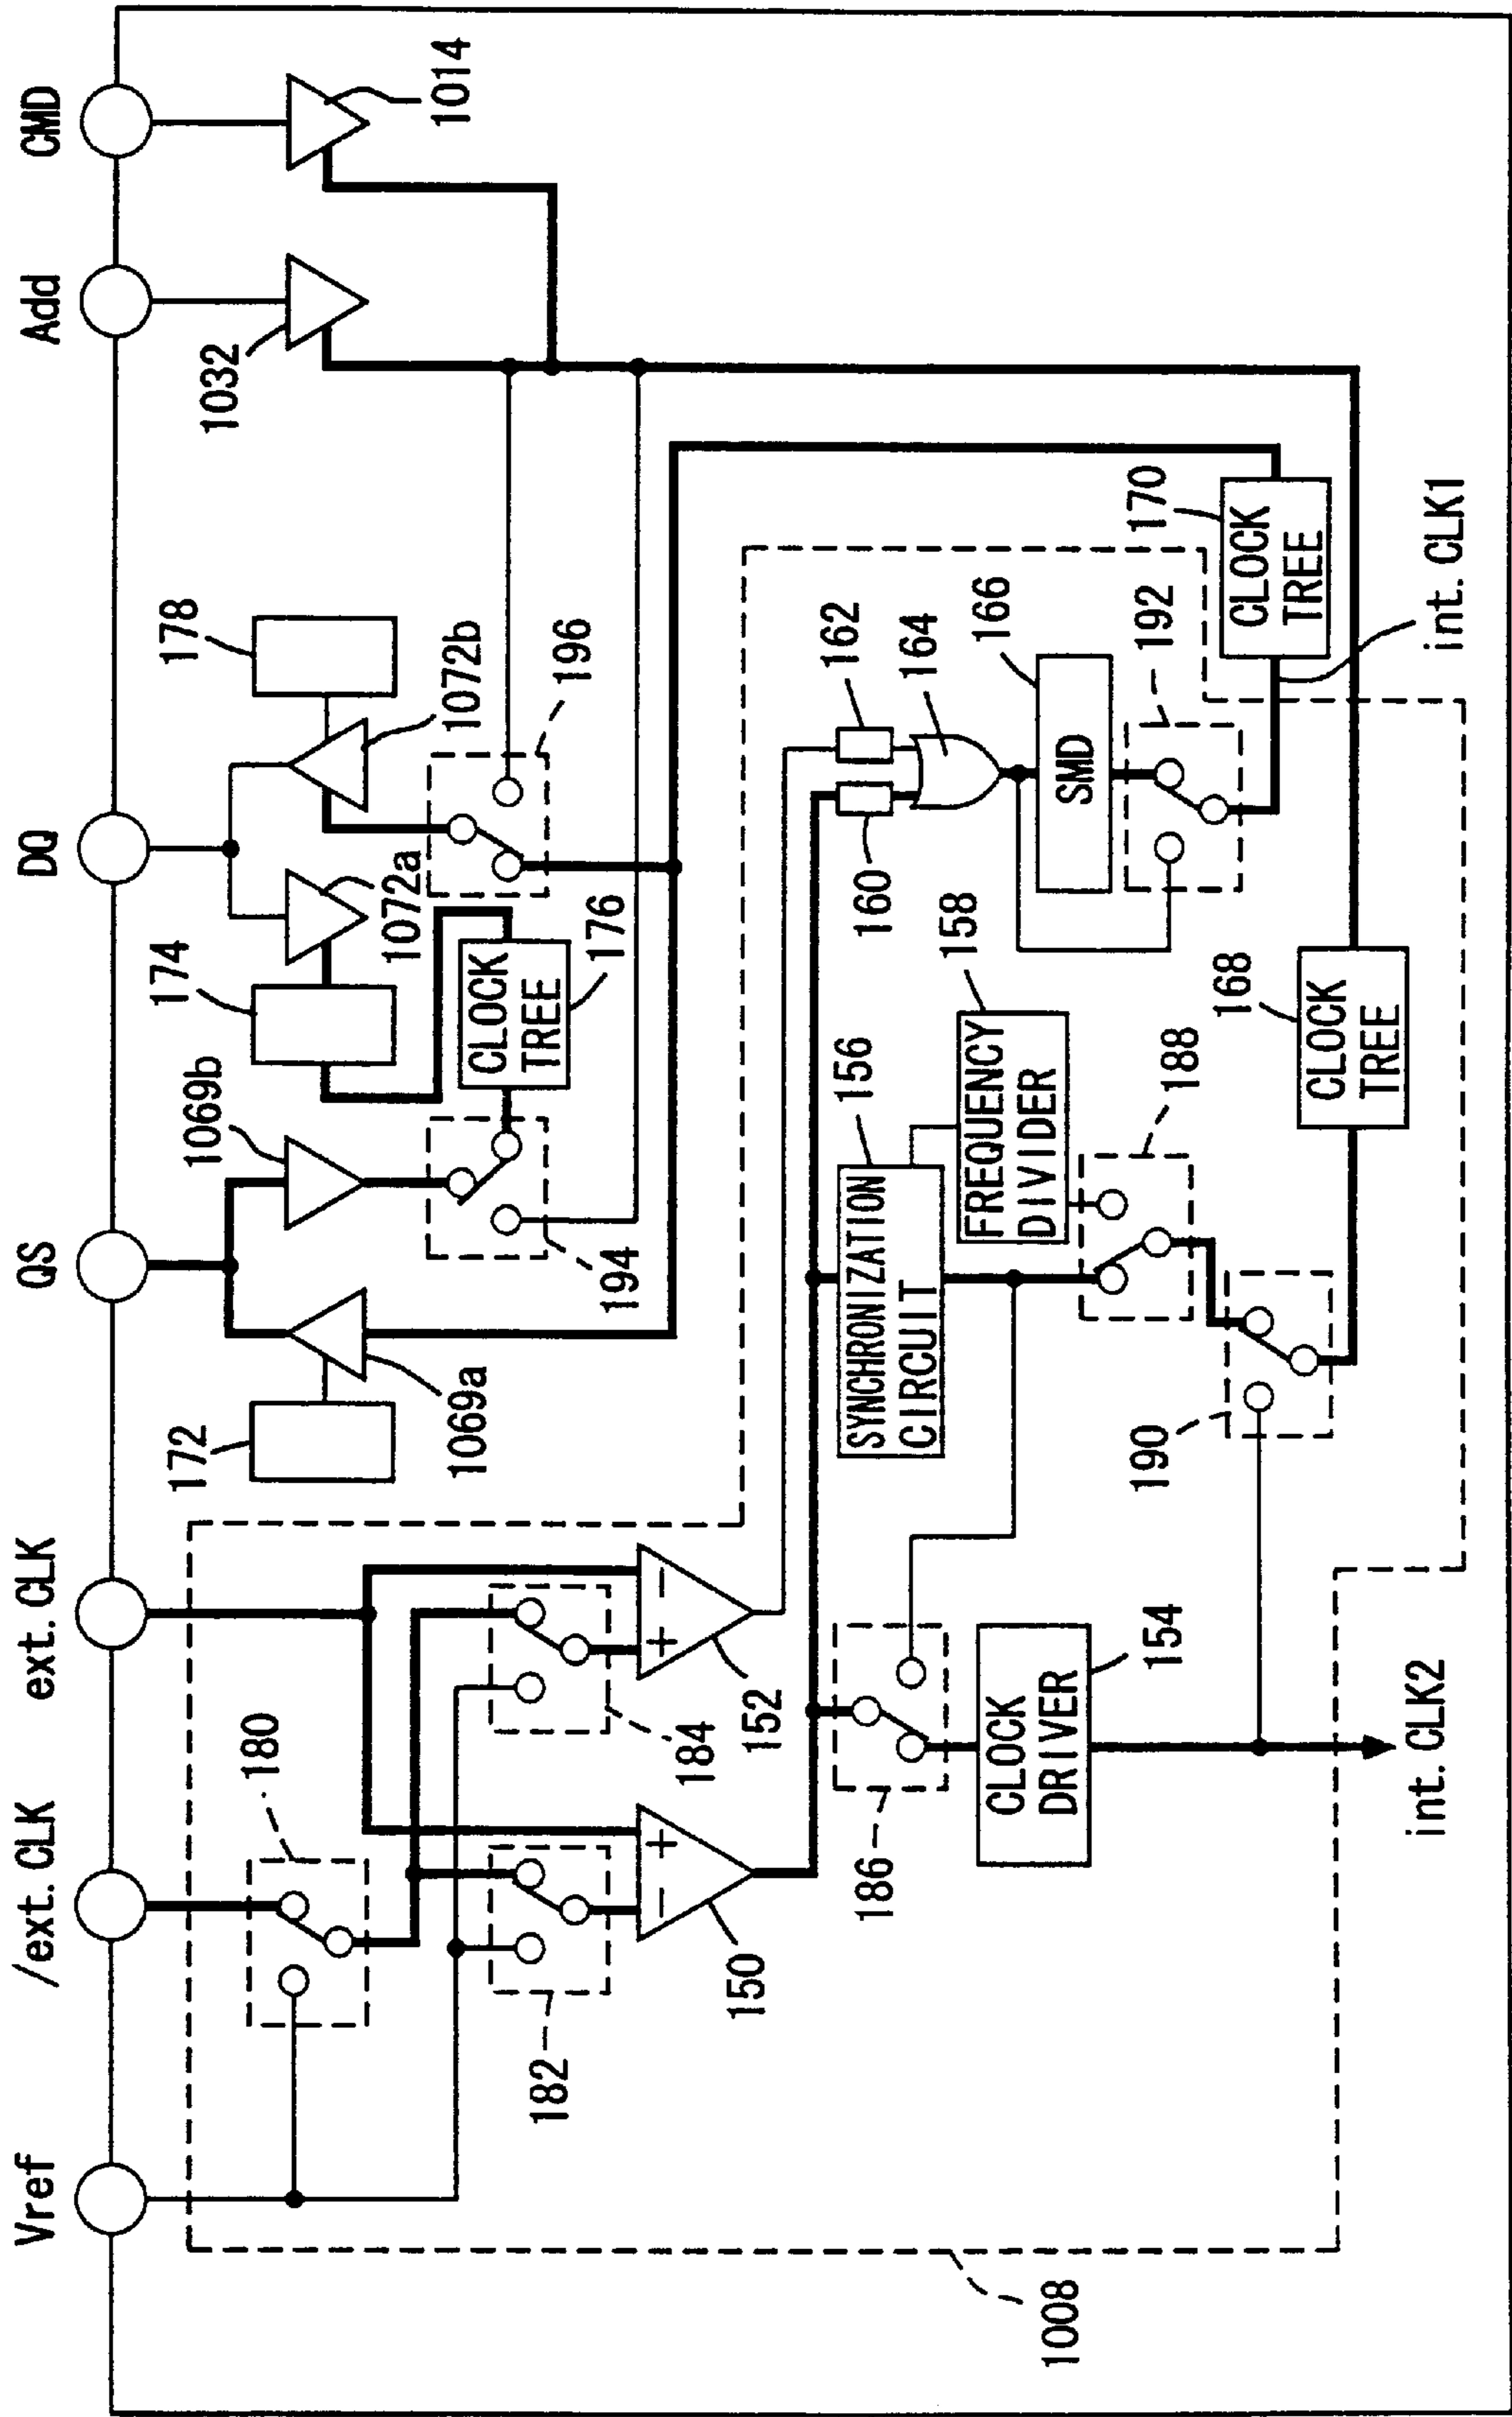 Vref
/ext.CLK
ext.CLK
QS
DQ
Add
CMD
180
172
1069a
1069b
174
1072a
1072b
178
1032
1014
182
184
194
CLOCK
TREE
176
196
150
152
186
CLOCK
DRIVER
154
SYNCHRONIZATION
CIRCUIT
156
FREQUENCY
DIVIDER
158
160
162
164
SMD
166
188
190
192
CLOCK
TREE
168
CLOCK
TREE
170
int.CLK1
int.CLK2
1008